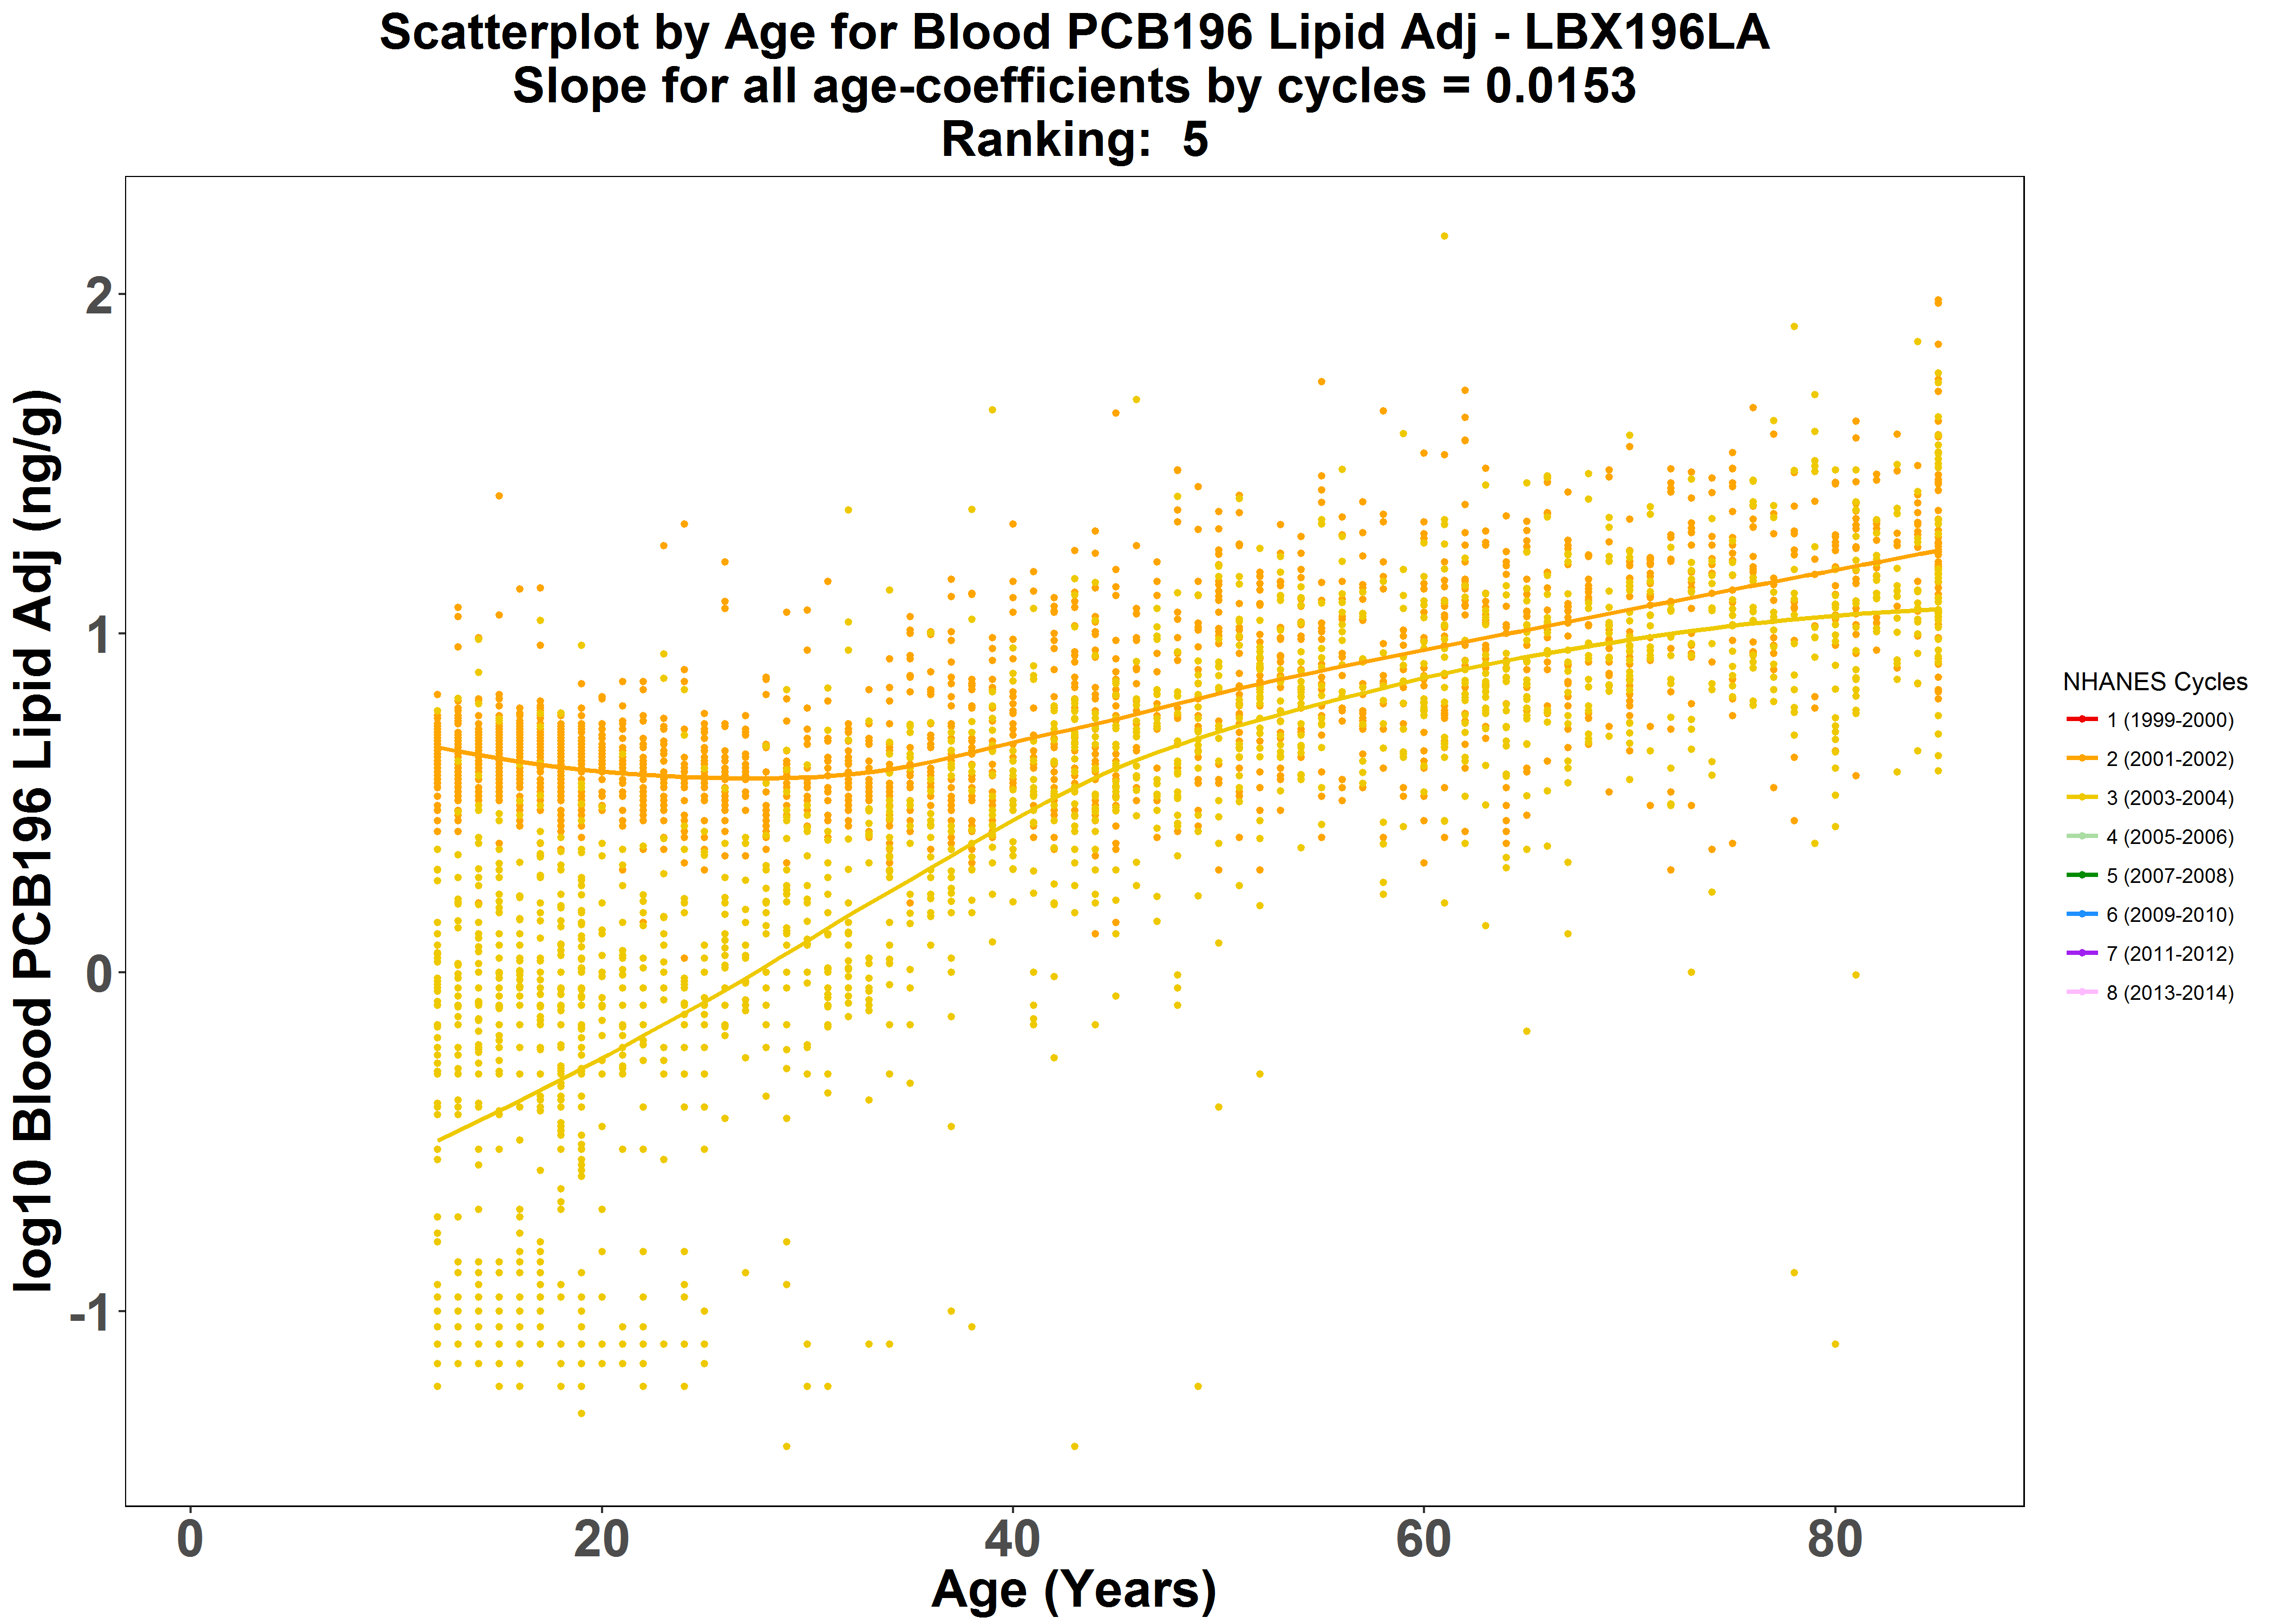 Scatterplot by Age for Blood PCB196 Lipid Adj - LBX196LA
Slope for all age-coefficients by cycles = 0.0153
Ranking:  5
log10 Blood PCB196 Lipid Adj (ng/g)
2
1
0
-1
0
20
40
60
80
Age (Years)
NHANES Cycles
1 (1999-2000)
2 (2001-2002)
3 (2003-2004)
4 (2005-2006)
5 (2007-2008)
6 (2009-2010)
7 (2011-2012)
8 (2013-2014)